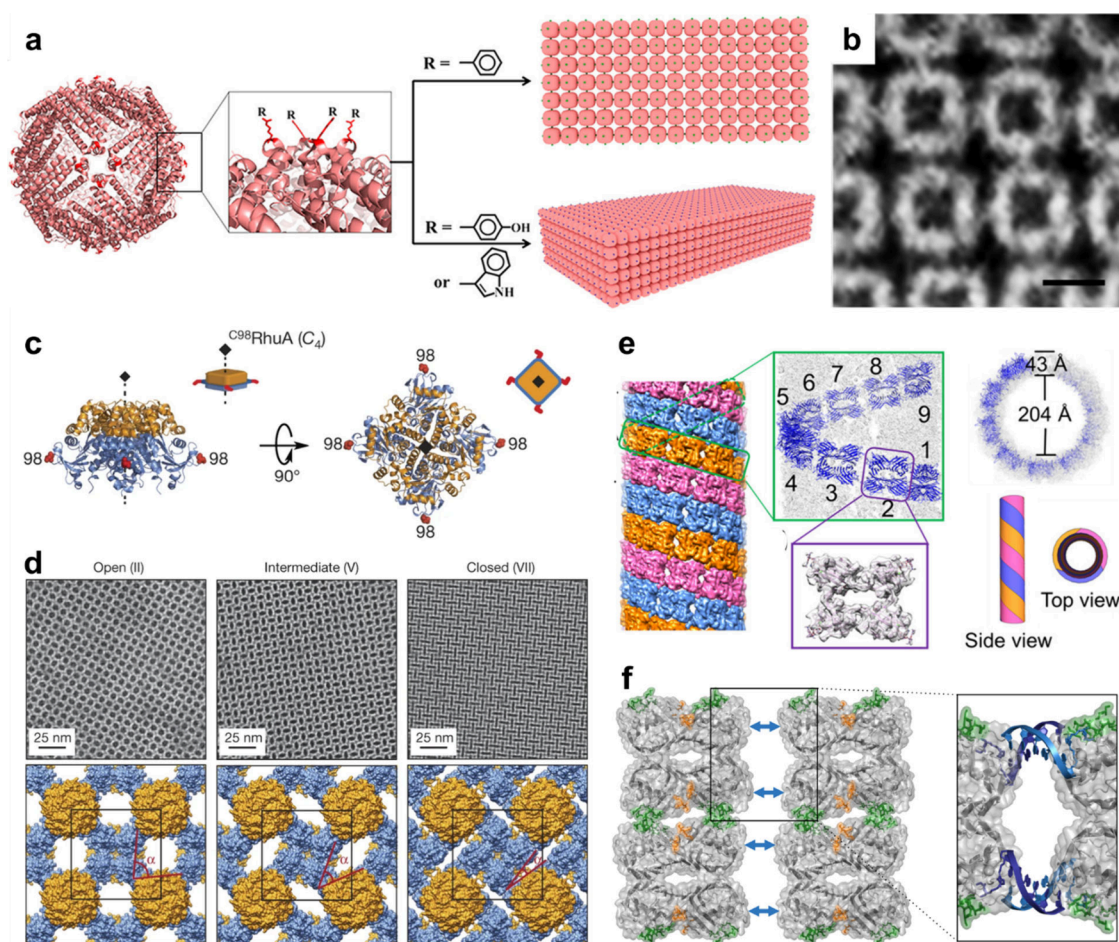 a
R
R
R
R
R =
R =
OH
or
NH
b
c
C98RhuA (C4)
98
98
90°
98
98
98
98
d
Open (II)
Intermediate (V)
Closed (VII)
25 nm
25 nm
25 nm
α
α
α
e
1
2
3
4
5
6
7
8
9
43 Å
204 Å
Side view
Top view
f